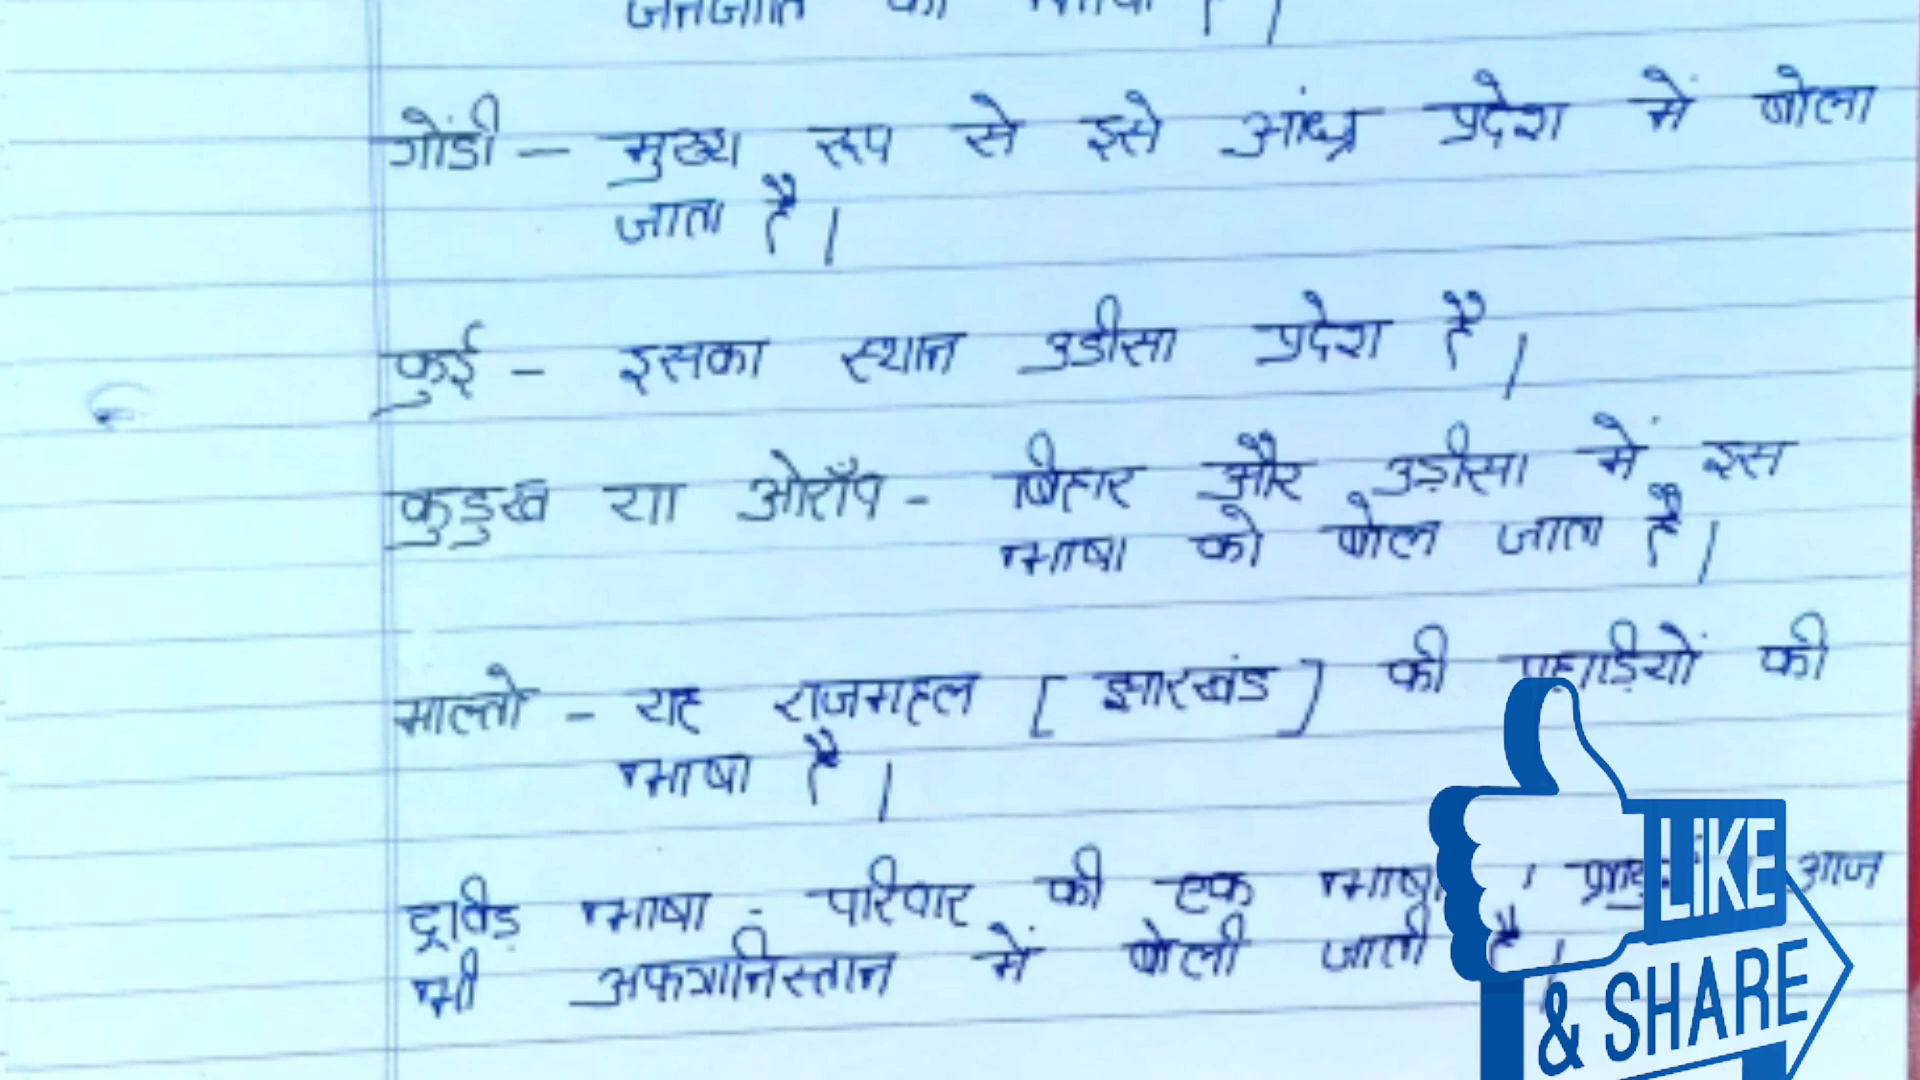 गोंडी - मुख्य रूप से इसे आंध्र प्रदेश में बोला
जाता है।
कुई - इसका स्थान उडीसा प्रदेश है।
कुडुख या ओराँव - बिहार और उड़ीसा में इस
भाषा को बोल जाता है।
माल्तो - यह राजमहल [झारखंड] की पहाड़ियों की
भाषा है।
द्रविड़ भाषा - परिवार की एक भाषा आज
भी अफगानिस्तान में बोली जाती है।
LIKE
& SHARE